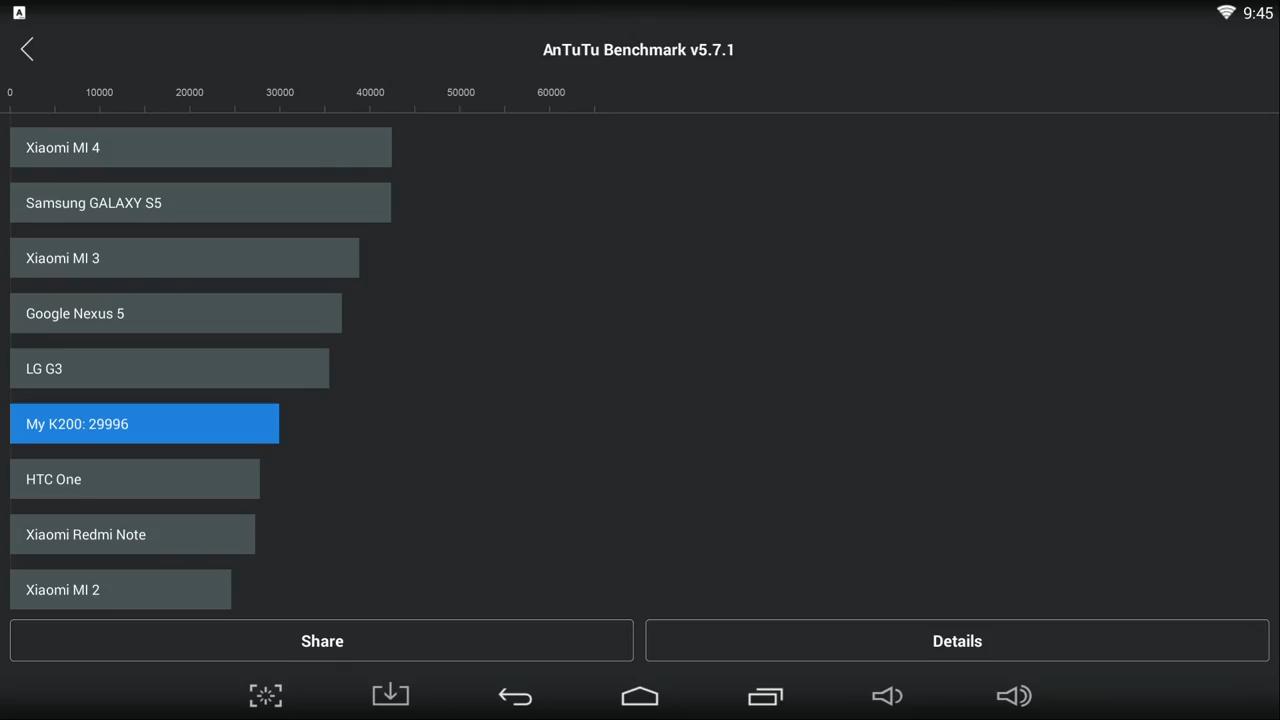 A
9:45
AnTuTu Benchmark v5.7.1
0 10000 20000 30000 40000 50000 60000
Xiaomi MI 4
Samsung GALAXY S5
Xiaomi MI 3
Google Nexus 5
LG G3
My K200: 29996
HTC One
Xiaomi Redmi Note
Xiaomi MI 2
Share Details